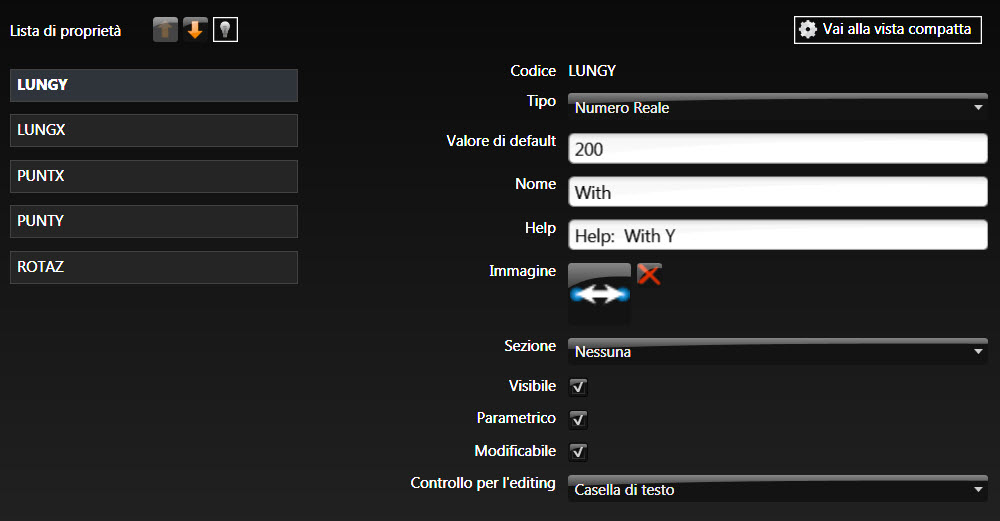 Lista di proprietà
Vai alla vista compatta
LUNGY
LUNGX
PUNTX
PUNTY
ROTAZ
Codice LUNGY
Tipo Numero Reale
Valore di default 200
Nome With
Help Help: With Y
Immagine
Sezione Nessuna
Visibile
Parametrico
Modificabile
Controllo per l'editing Casella di testo